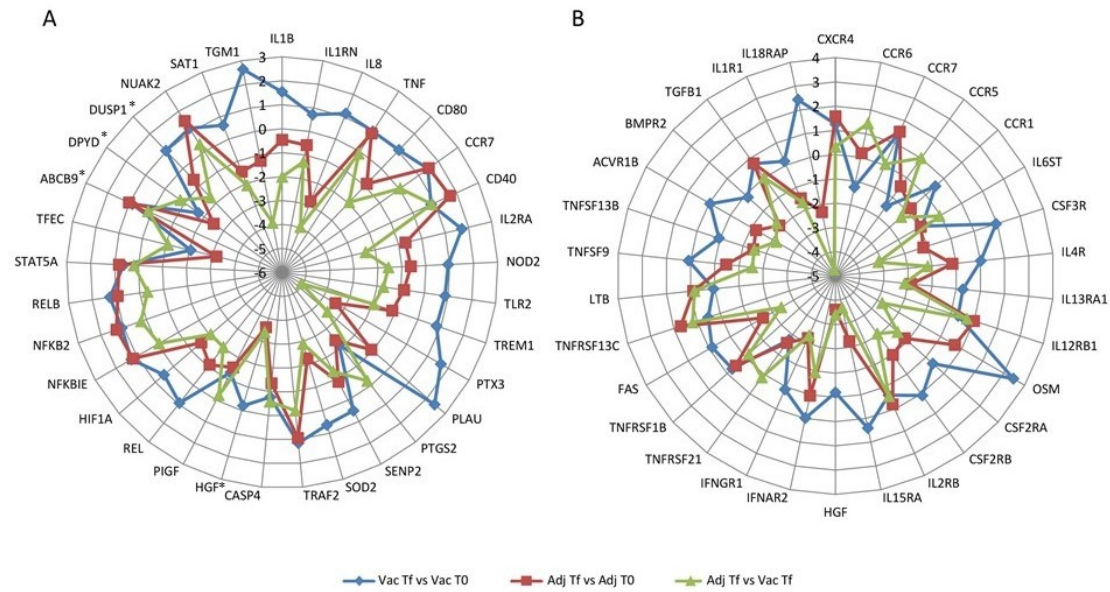 A
IL1B
IL1RN
IL8
TNF
CD80
CCR7
CD40
IL2RA
NOD2
TLR2
TREM1
PTX3
PLAU
PTGS2
SENP2
SOD2
TRAF2
CASP4
HGF*
PIGF
REL
HIF1A
NFKBIE
NFKB2
RELB
STAT5A
TFEC
ABCB9*
DPYD*
DUSP1*
NUAK2
SAT1
TGM1
3
2
1
0
-1
-2
-3
-4
-5
-6
B
CXCR4
CCR6
CCR7
CCR5
CCR1
IL6ST
CSF3R
IL4R
IL13RA1
IL12RB1
OSM
CSF2RA
CSF2RB
IL2RB
IL15RA
HGF
IFNAR2
IFNGR1
TNFRSF21
TNFRSF1B
FAS
TNFRSF13C
LTB
TNFSF9
TNFSF13B
ACVR1B
BMPR2
TGFB1
IL1R1
IL18RAP
4
3
2
1
0
-1
-2
-3
-4
-5
Vac Tf vs Vac T0
Adj Tf vs Adj T0
Adj Tf vs Vac Tf